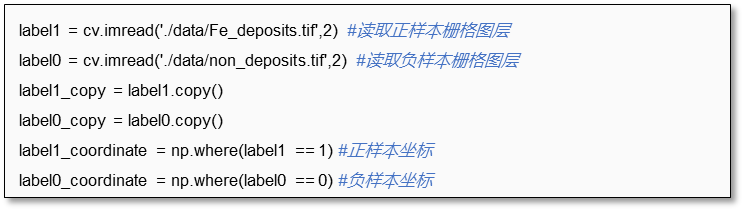 label1 = cv.imread('./data/Fe_deposits.tif',2) #读取正样本栅格图层
label0 = cv.imread('./data/non_deposits.tif',2) #读取负样本栅格图层
label1_copy = label1.copy()
label0_copy = label0.copy()
label1_coordinate = np.where(label1 == 1) #正样本坐标
label0_coordinate = np.where(label0 == 0) #负样本坐标